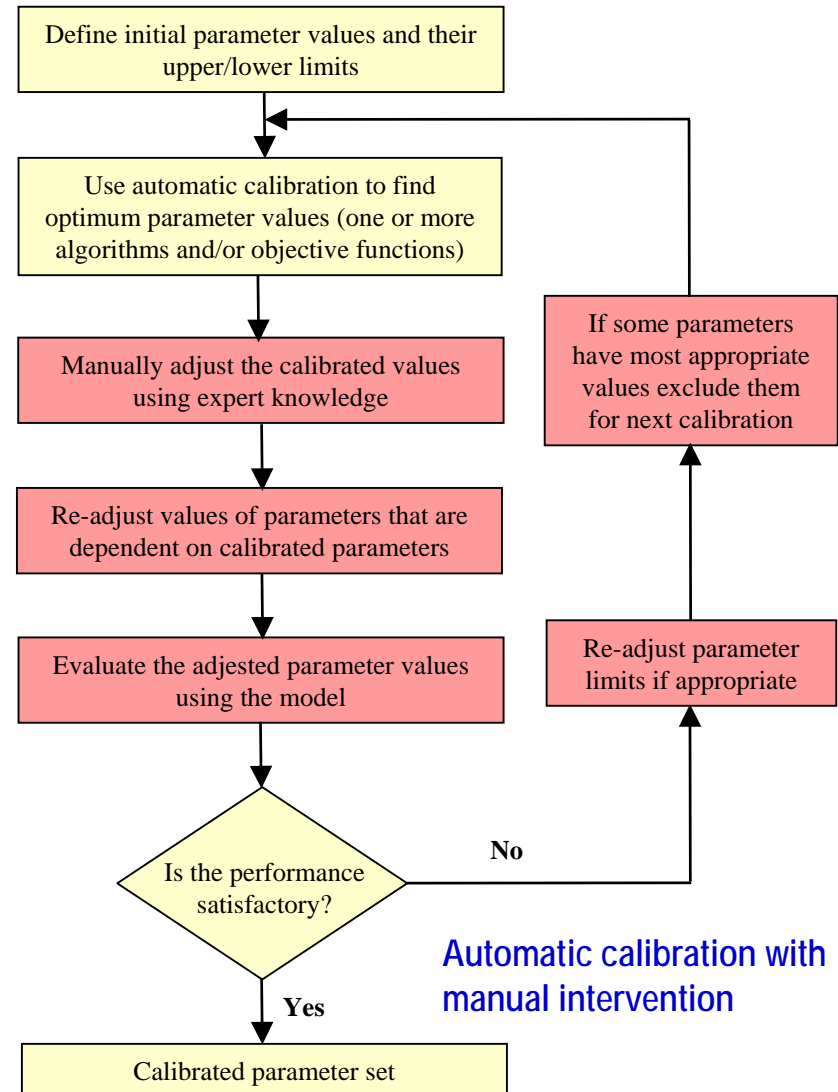 Define initial parameter values and their
upper/lower limits
Use automatic calibration to find
optimum parameter values (one or more
algorithms and/or objective functions)
Manually adjust the calibrated values
using expert knowledge
Re-adjust values of parameters that are
dependent on calibrated parameters
Evaluate the adjested parameter values
using the model
Is the performance
satisfactory?
No
Re-adjust parameter
limits if appropriate
If some parameters
have most appropriate
values exclude them
for next calibration
Yes
Calibrated parameter set
Automatic calibration with
manual intervention